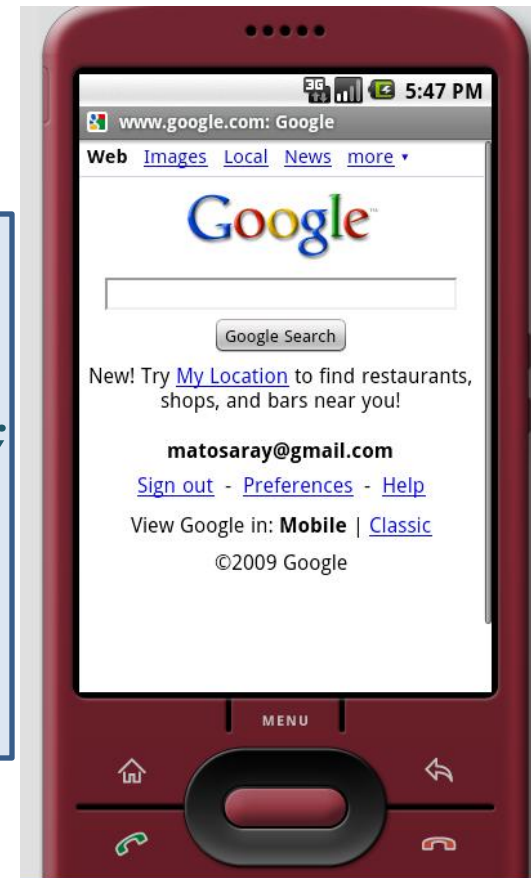 3G 5:47 PM
www.google.com: Google
Web Images Local News more ▾
Google™
Google Search
New! Try My Location to find restaurants,
shops, and bars near you!
matosaray@gmail.com
Sign out - Preferences - Help
View Google in: Mobile | Classic
©2009 Google
MENU